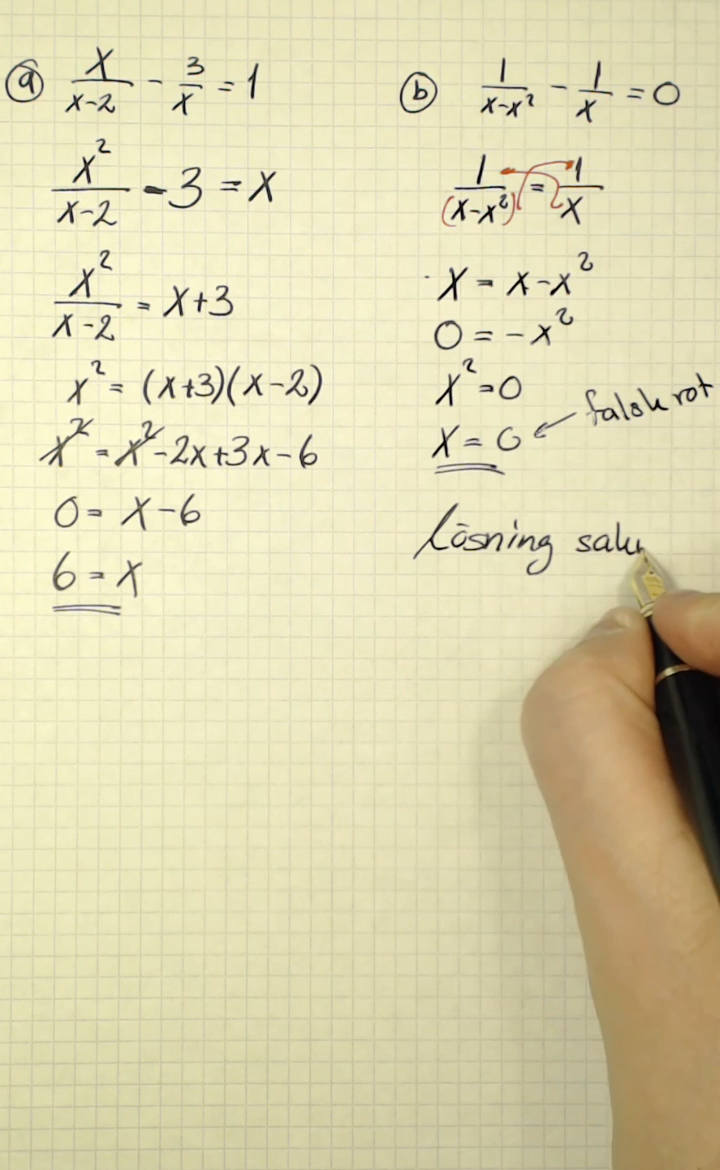 a x/(x-2) - 3/x = 1
x²/(x-2) - 3 = x
x²/(x-2) = x+3
x² = (x+3)(x-2)
x² = x² - 2x + 3x - 6
0 = x - 6
6 = x
b 1/(x-x²) - 1/x = 0
1/(x-x²) = 1/x
x = x - x²
0 = -x²
x² = 0
x = 0 ← falsk rot
Lösning